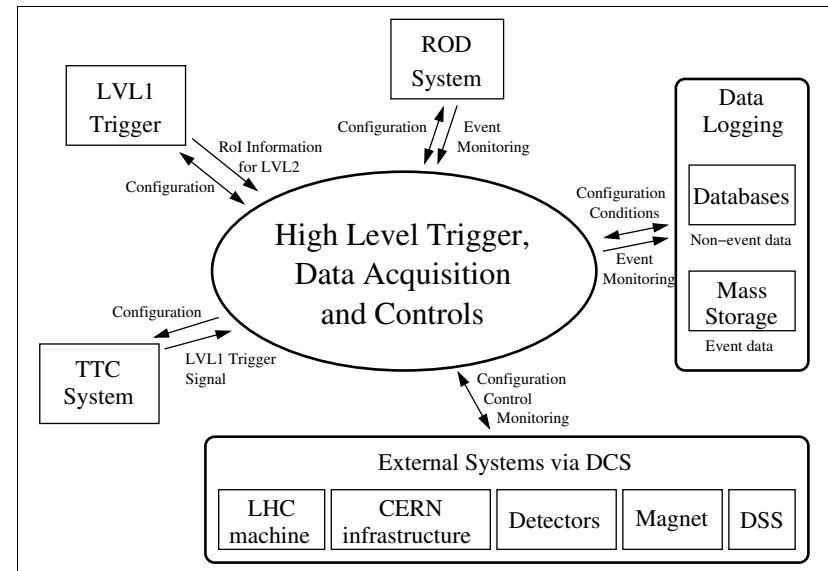 ROD
System
LVL1
Trigger
Configuration
Event
Monitoring
RoI Information
for LVL2
Configuration
Data
Logging
Databases
Non−event data
Mass
Storage
Event data
Configuration
Conditions
Event
Monitoring
High Level Trigger,
Data Acquisition
and Controls
Configuration
LVL1 Trigger
Signal
TTC
System
Configuration
Control
Monitoring
External Systems via DCS
LHC
machine
CERN
infrastructure
Detectors
Magnet
DSS